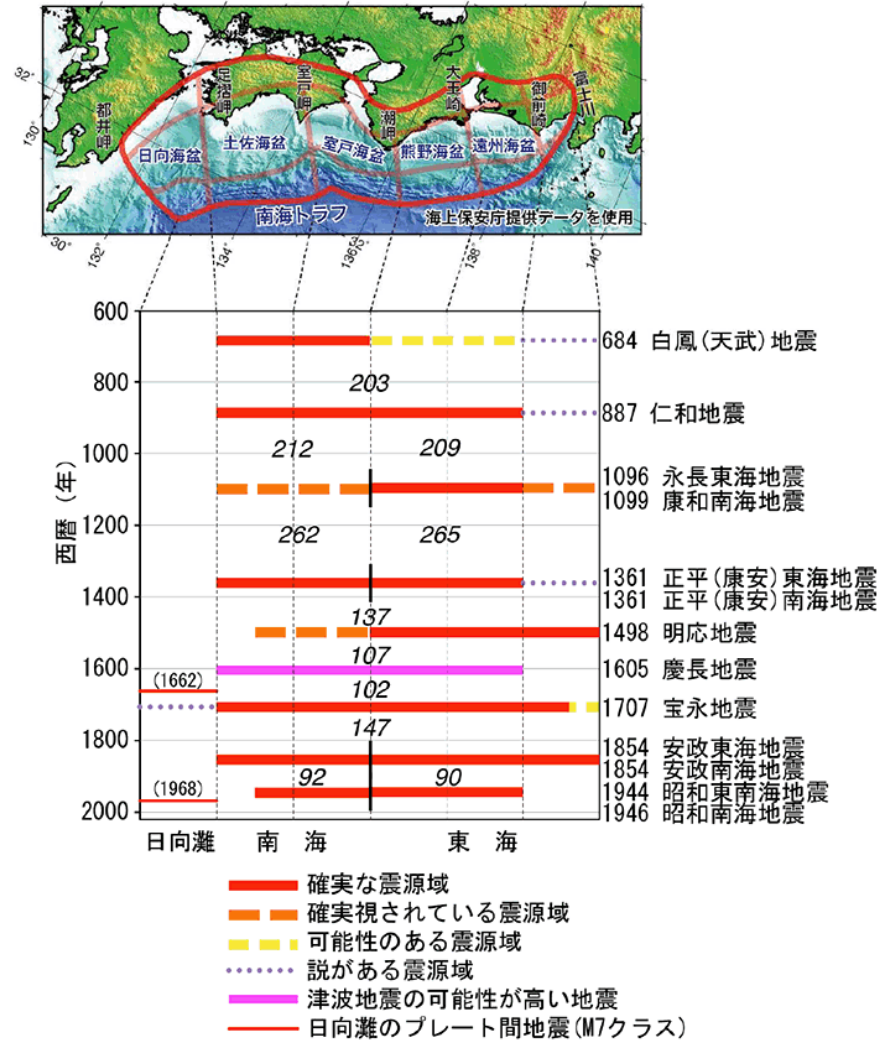 32°
130°
都井岬
足摺岬
室戸岬
潮岬
大王崎
御前崎
富士川
日向海盆
土佐海盆
室戸海盆
熊野海盆
遠州海盆
南海トラフ
海上保安庁提供データを使用
30°
132°
134°
136°
138°
140°
西暦(年)
600
800
1000
1200
1400
1600
1800
2000
203
212
209
262
265
137
107
(1662)
102
147
92
90
(1968)
684 白鳳(天武)地震
887 仁和地震
1096 永長東海地震
1099 康和南海地震
1361 正平(康安)東海地震
1361 正平(康安)南海地震
1498 明応地震
1605 慶長地震
1707 宝永地震
1854 安政東海地震
1854 安政南海地震
1944 昭和東南海地震
1946 昭和南海地震
日向灘 南 海 東 海
確実な震源域
確実視されている震源域
可能性のある震源域
説がある震源域
津波地震の可能性が高い地震
日向灘のプレート間地震(M7クラス)